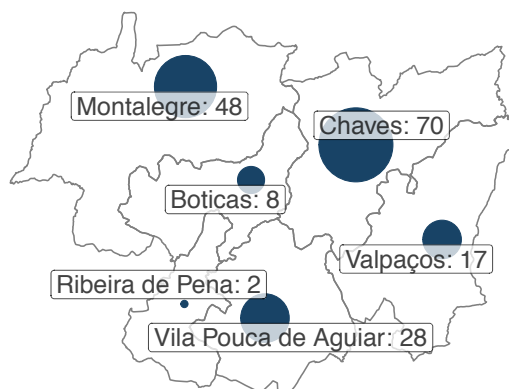 Montalegre: 48
Chaves: 70
Boticas: 8
Valpaços: 17
Ribeira de Pena: 2
Vila Pouca de Aguiar: 28